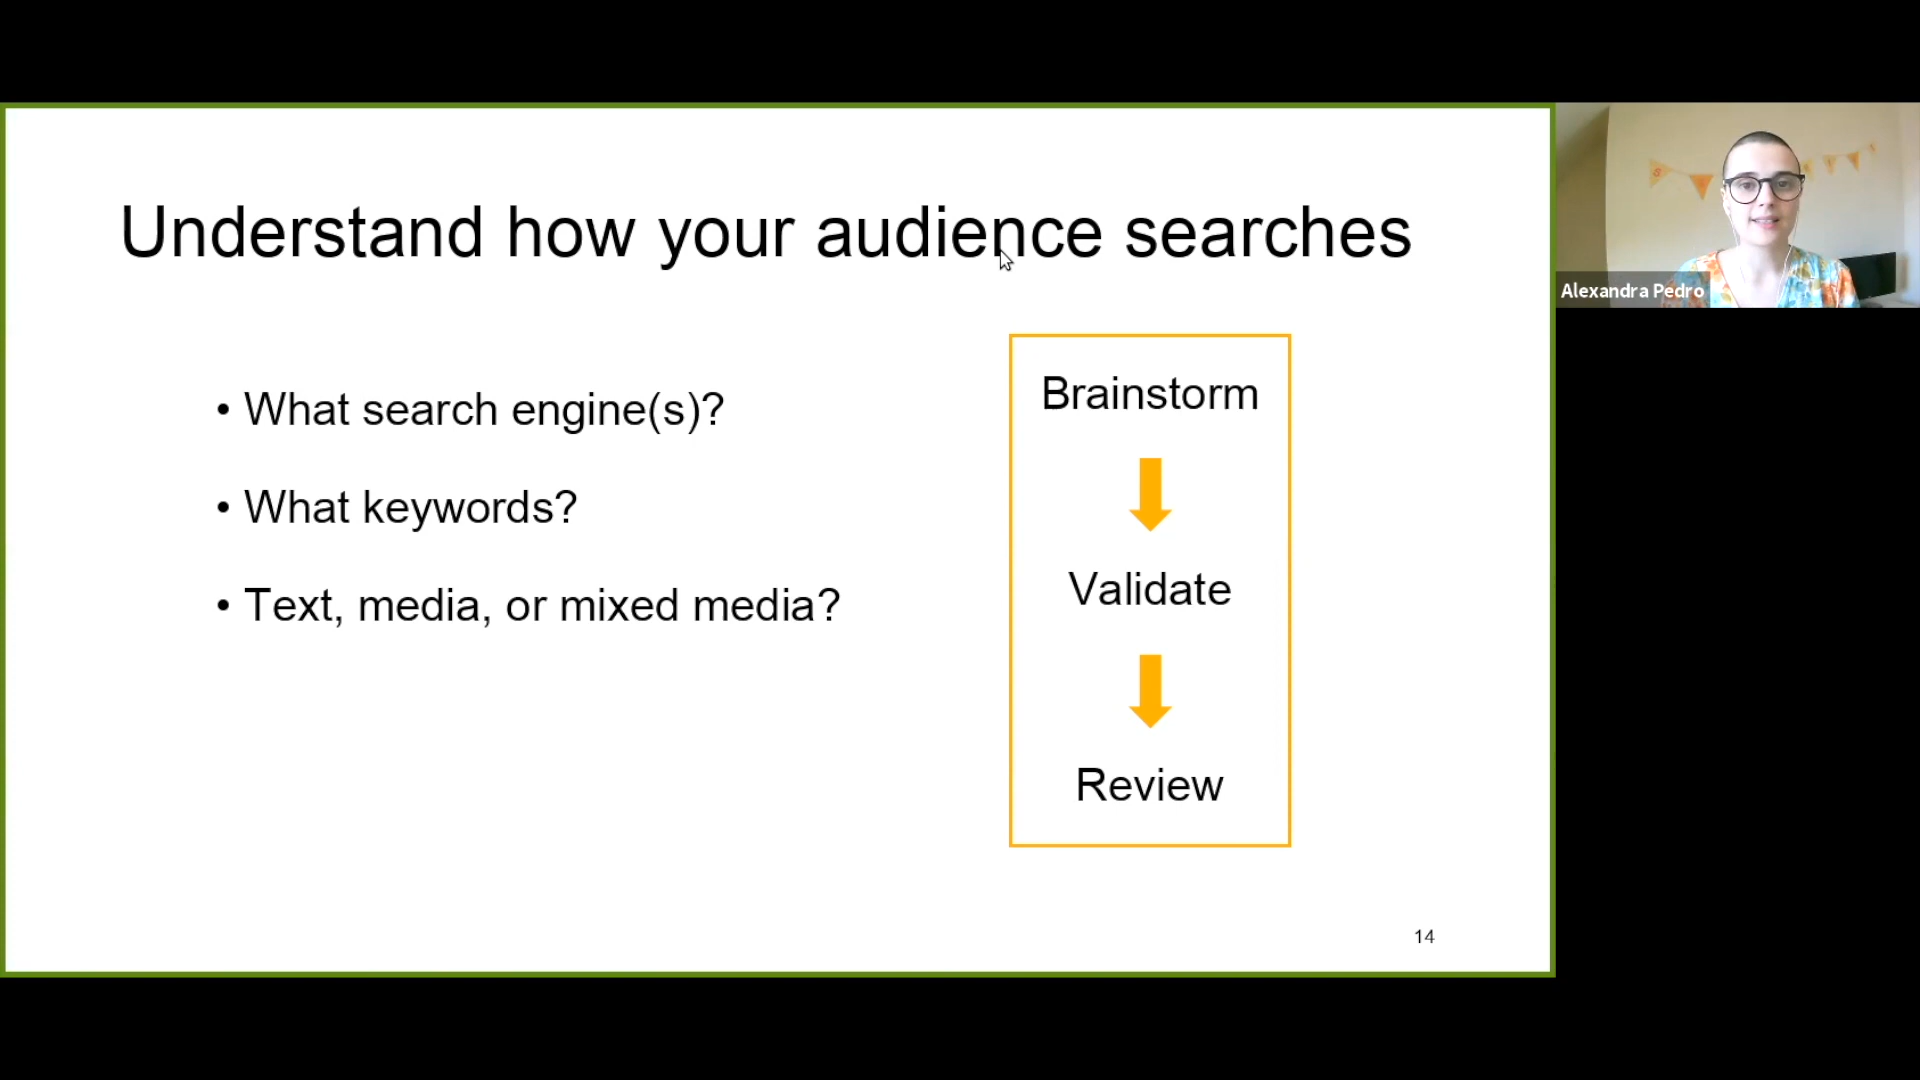 Understand how your audience searches
• What search engine(s)?
• What keywords?
• Text, media, or mixed media?
Brainstorm
Validate
Review
14
Alexandra Pedro